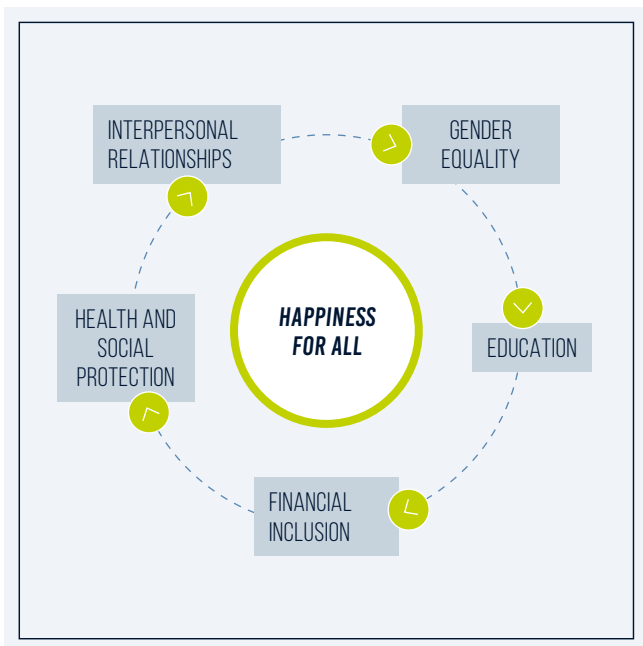 INTERPERSONAL
RELATIONSHIPS
GENDER
EQUALITY
HAPPINESS
FOR ALL
HEALTH AND
SOCIAL
PROTECTION
EDUCATION
FINANCIAL
INCLUSION